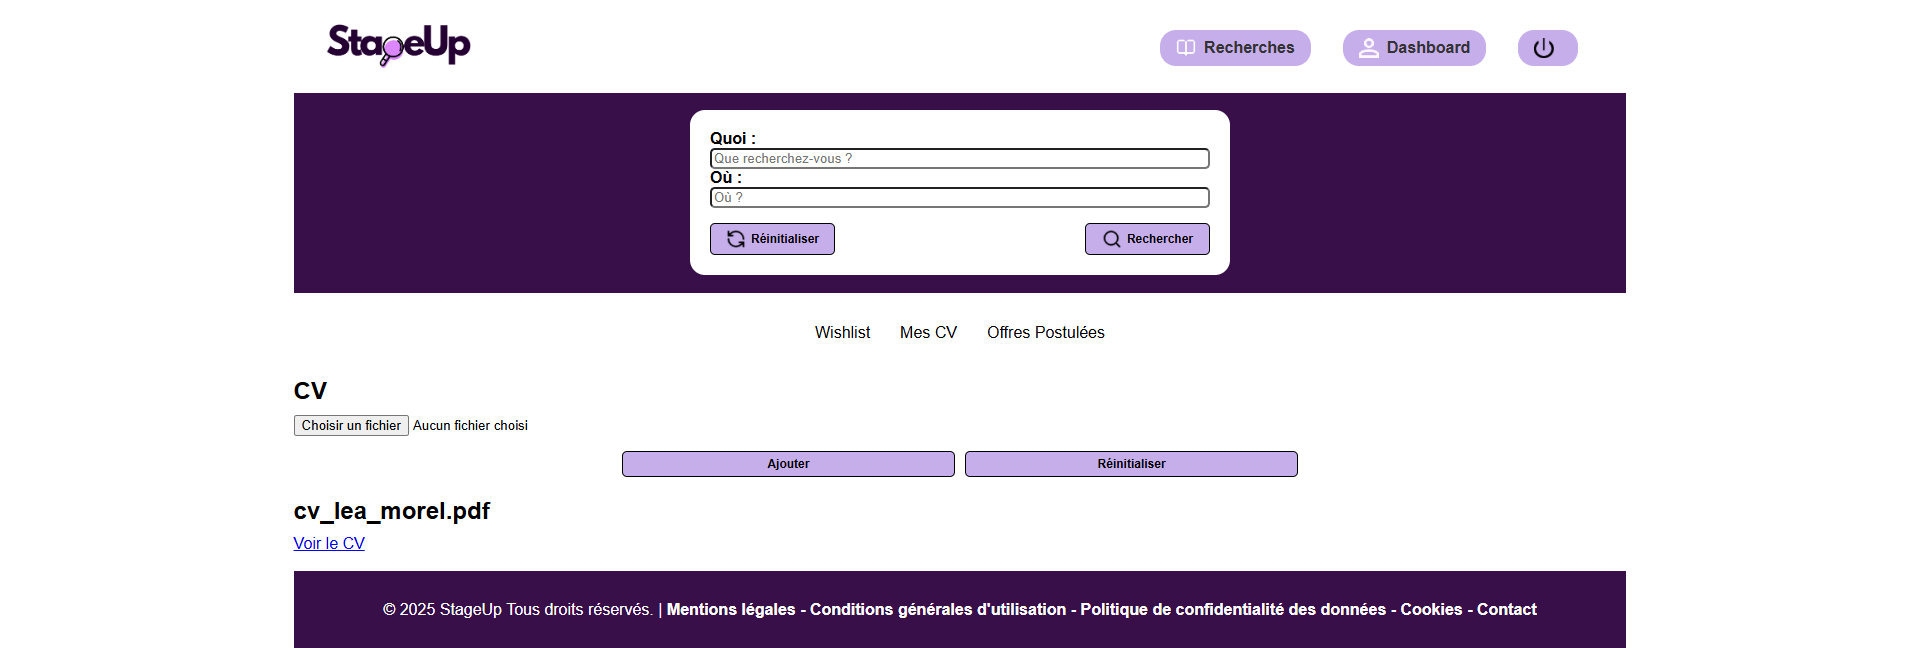 StageUp
Recherches
Dashboard
Quoi :
Que recherchez-vous ?
Où :
Où ?
Réinitialiser
Rechercher
Wishlist
Mes CV
Offres Postulées
CV
Choisir un fichier Aucun fichier choisi
Ajouter
Réinitialiser
cv_lea_morel.pdf
Voir le CV
© 2025 StageUp Tous droits réservés. | Mentions légales - Conditions générales d'utilisation - Politique de confidentialité des données - Cookies - Contact